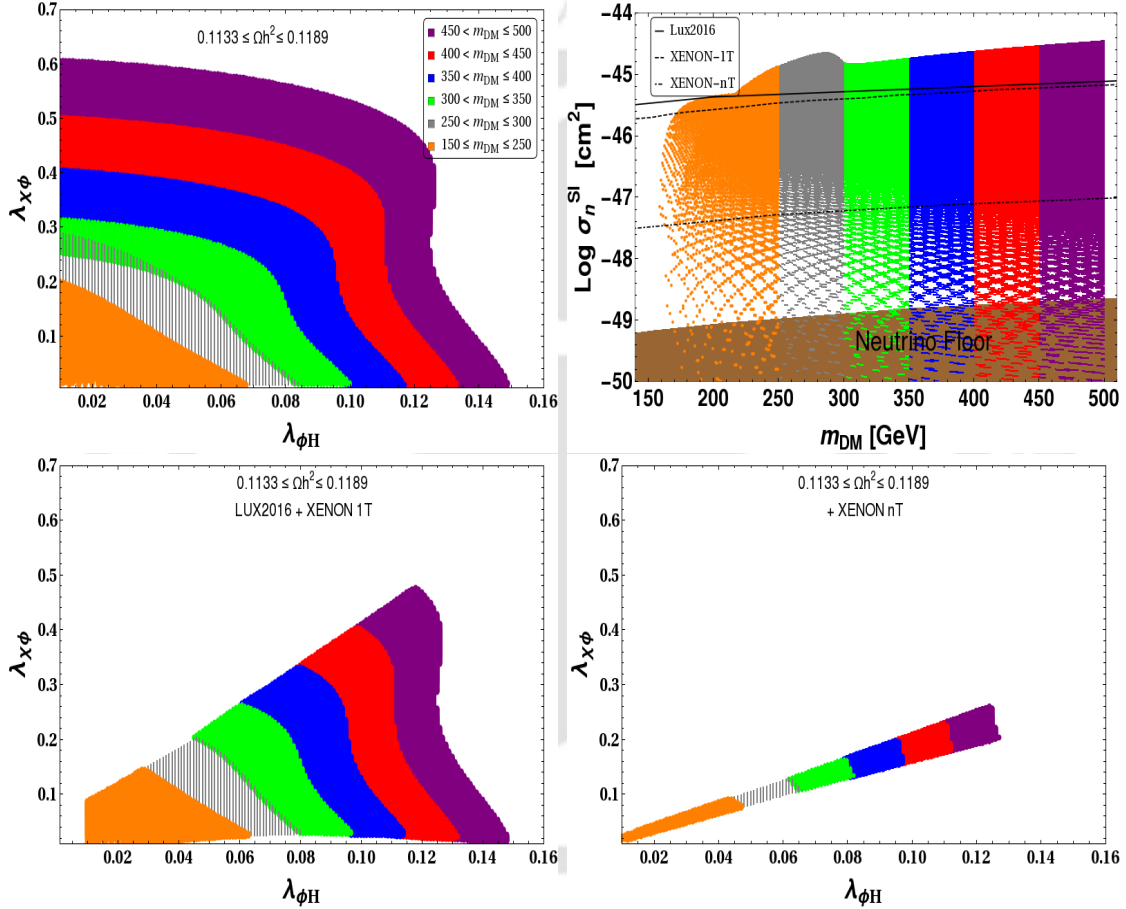 0.1133 ≤ Ωh² ≤ 0.1189
450 < m_DM ≤ 500
400 < m_DM ≤ 450
350 < m_DM ≤ 400
300 < m_DM ≤ 350
250 < m_DM ≤ 300
150 ≤ m_DM ≤ 250
0.7
0.6
0.5
0.4
0.3
0.2
0.1
λ_χϕ
0.02 0.04 0.06 0.08 0.10 0.12 0.14 0.16
λ_ϕH
Lux2016
XENON-1T
XENON-nT
-44
-45
-46
-47
-48
-49
-50
Log σ_n^SI [cm²]
Neutrino Floor
150 200 250 300 350 400 450 500
m_DM [GeV]
0.1133 ≤ Ωh² ≤ 0.1189
LUX2016 + XENON 1T
0.7
0.6
0.5
0.4
0.3
0.2
0.1
λ_χϕ
0.02 0.04 0.06 0.08 0.10 0.12 0.14 0.16
λ_ϕH
0.1133 ≤ Ωh² ≤ 0.1189
+ XENON nT
0.7
0.6
0.5
0.4
0.3
0.2
0.1
λ_χϕ
0.02 0.04 0.06 0.08 0.10 0.12 0.14 0.16
λ_ϕH